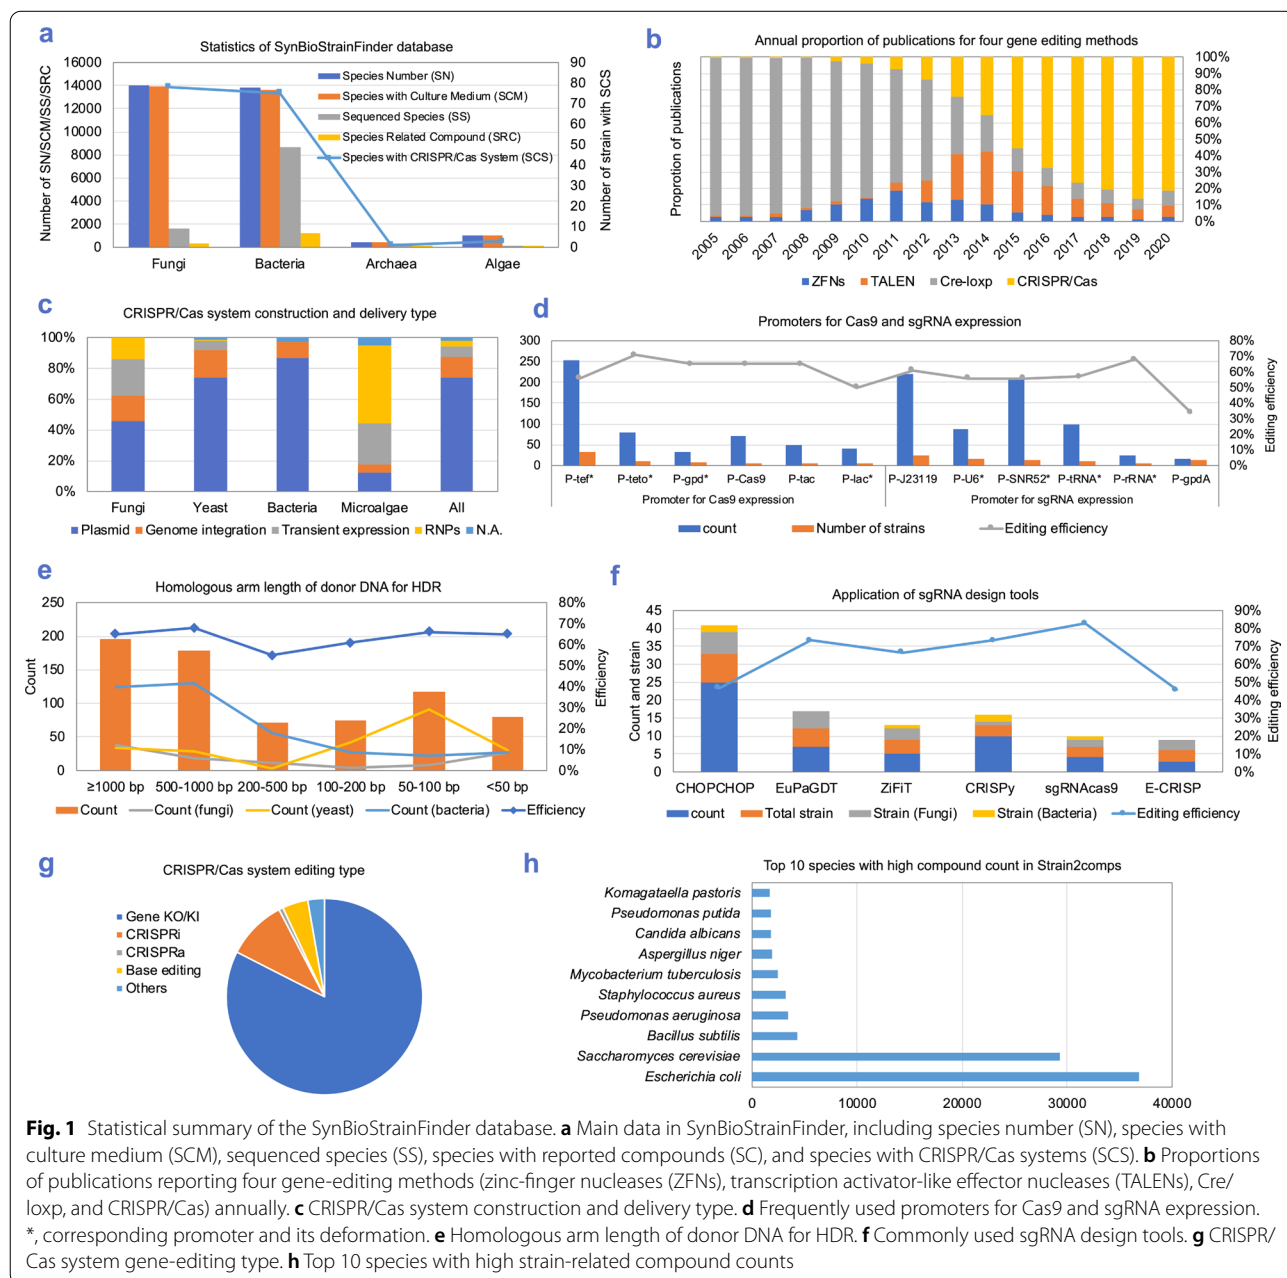 a
Statistics of SynBioStrainFinder database
Number of SN/SCM/SS/SRC
16000
14000
12000
10000
8000
6000
4000
2000
0
Species Number (SN)
Species with Culture Medium (SCM)
Sequenced Species (SS)
Species Related Compound (SRC)
Species with CRISPR/Cas System (SCS)
90
80
70
60
50
40
30
20
10
0
Number of strain with SCS
Fungi Bacteria Archaea Algae
b
Annual proportion of publications for four gene editing methods
Proprotion of publications
100%
90%
80%
70%
60%
50%
40%
30%
20%
10%
0%
2005 2006 2007 2008 2009 2010 2011 2012 2013 2014 2015 2016 2017 2018 2019 2020
ZFNs TALEN Cre-loxp CRISPR/Cas
c
CRISPR/Cas system construction and delivery type
100%
80%
60%
40%
20%
0%
Fungi Yeast Bacteria Microalgae All
Plasmid Genome integration Transient expression RNPs N.A.
d
Promoters for Cas9 and sgRNA expression
300
250
200
150
100
50
0
80%
70%
60%
50%
40%
30%
20%
10%
0%
Editing efficiency
P-tef* P-teto* P-gpd* P-Cas9 P-tac P-lac* P-J23119 P-U6* P-SNR52* P-tRNA* P-rRNA* P-gpdA
Promoter for Cas9 expression Promoter for sgRNA expression
count Number of strains Editing efficiency
e
Homologous arm length of donor DNA for HDR
Count
250
200
150
100
50
0
80%
70%
60%
50%
40%
30%
20%
10%
0%
Efficiency
≥1000 bp 500-1000 bp 200-500 bp 100-200 bp 50-100 bp <50 bp
Count Count (fungi) Count (yeast) Count (bacteria) Efficiency
f
Application of sgRNA design tools
Count and strain
45
40
35
30
25
20
15
10
5
0
90%
80%
70%
60%
50%
40%
30%
20%
10%
0%
Editing efficiency
CHOPCHOP EuPaGDT ZiFiT CRISPy sgRNAcas9 E-CRISP
count Total strain Strain (Fungi) Strain (Bacteria) Editing efficiency
g
CRISPR/Cas system editing type
Gene KO/KI
CRISPRi
CRISPRa
Base editing
Others
h
Top 10 species with high compound count in Strain2comps
Komagataella pastoris
Pseudomonas putida
Candida albicans
Aspergillus niger
Mycobacterium tuberculosis
Staphylococcus aureus
Pseudomonas aeruginosa
Bacillus subtilis
Saccharomyces cerevisiae
Escherichia coli
0 10000 20000 30000 40000
Fig. 1 Statistical summary of the SynBioStrainFinder database. a Main data in SynBioStrainFinder, including species number (SN), species with
culture medium (SCM), sequenced species (SS), species with reported compounds (SC), and species with CRISPR/Cas systems (SCS). b Proportions
of publications reporting four gene-editing methods (zinc-finger nucleases (ZFNs), transcription activator-like effector nucleases (TALENs), Cre/
loxp, and CRISPR/Cas) annually. c CRISPR/Cas system construction and delivery type. d Frequently used promoters for Cas9 and sgRNA expression.
*, corresponding promoter and its deformation. e Homologous arm length of donor DNA for HDR. f Commonly used sgRNA design tools. g CRISPR/
Cas system gene-editing type. h Top 10 species with high strain-related compound counts